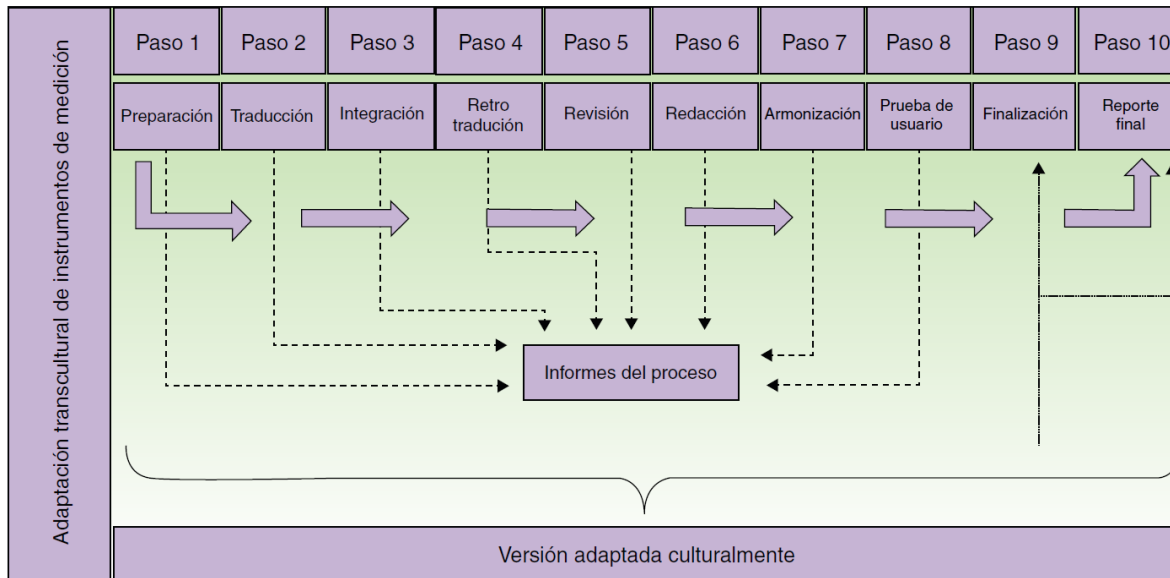 Adaptación transcultural de instrumentos de medición
Paso 1
Paso 2
Paso 3
Paso 4
Paso 5
Paso 6
Paso 7
Paso 8
Paso 9
Paso 10
Preparación
Traducción
Integración
Retro
tradución
Revisión
Redacción
Armonización
Prueba de
usuario
Finalización
Reporte
final
Informes del proceso
Versión adaptada culturalmente